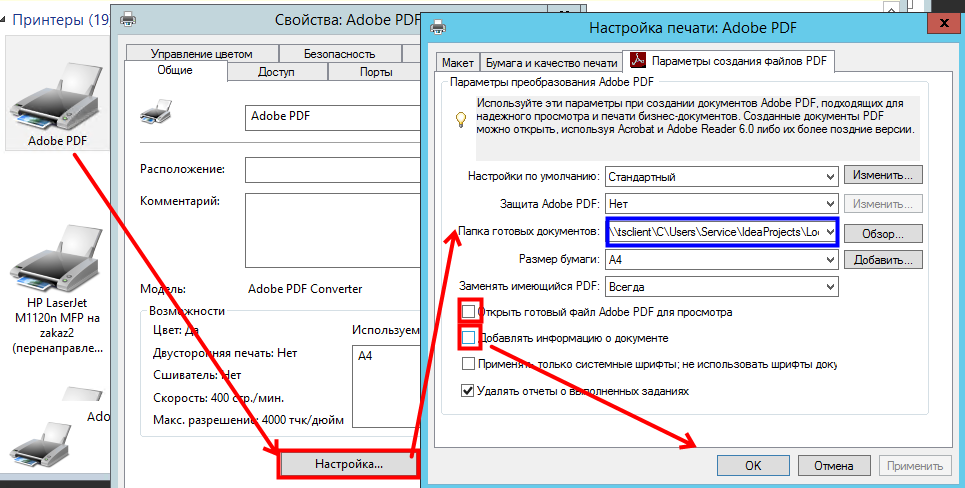 Принтеры (19
Adobe PDF
HP LaserJet
M1120n MFP на
zakaz2
(перенаправле...
Ado
Свойства: Adobe PDF
Управление цветом
Безопасность
Общие
Доступ
Порты
Adobe PDF
Расположение:
Комментарий:
Модель: Adobe PDF Converter
Возможности
Цвет: Да
Используем
Двусторонняя печать: Нет
A4
Сшиватель: Нет
Скорость: 400 стр./мин.
Макс. разрешение: 4000 тчк/дюйм
Настройка...
Настройка печати: Adobe PDF
Макет
Бумага и качество печати
Параметры создания файлов PDF
Параметры преобразования Adobe PDF
Используйте эти параметры при создании документов Adobe PDF, подходящих для
надежного просмотра и печати бизнес-документов. Созданные документы PDF
можно открыть, используя Acrobat и Adobe Reader 6.0 либо их более поздние версии.
Настройки по умолчанию: Стандартный Изменить...
Защита Adobe PDF: Нет Изменить...
Папка готовых документов: \\tsclient\C\Users\Service\IdeaProjects\Loc Обзор...
Размер бумаги: A4 Добавить...
Заменять имеющийся PDF: Всегда
Открыть готовый файл Adobe PDF для просмотра
Добавлять информацию о документе
Применять только системные шрифты; не использовать шрифты доку
Удалять отчеты о выполненных заданиях
OK
Отмена
Применить